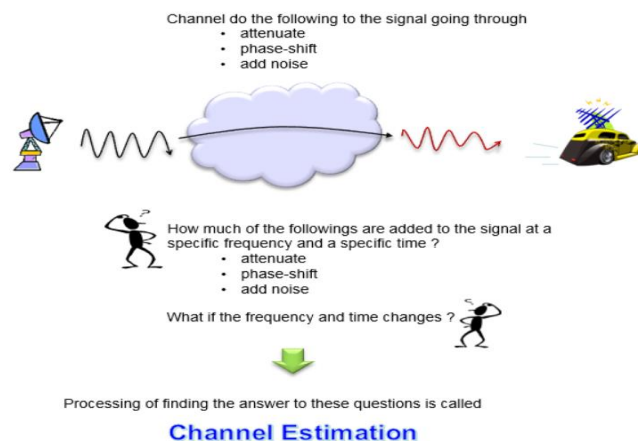 Channel do the following to the signal going through
• attenuate
• phase-shift
• add noise
?
How much of the followings are added to the signal at a
specific frequency and a specific time ?
• attenuate
• phase-shift
• add noise
?
What if the frequency and time changes ?
Processing of finding the answer to these questions is called
Channel Estimation